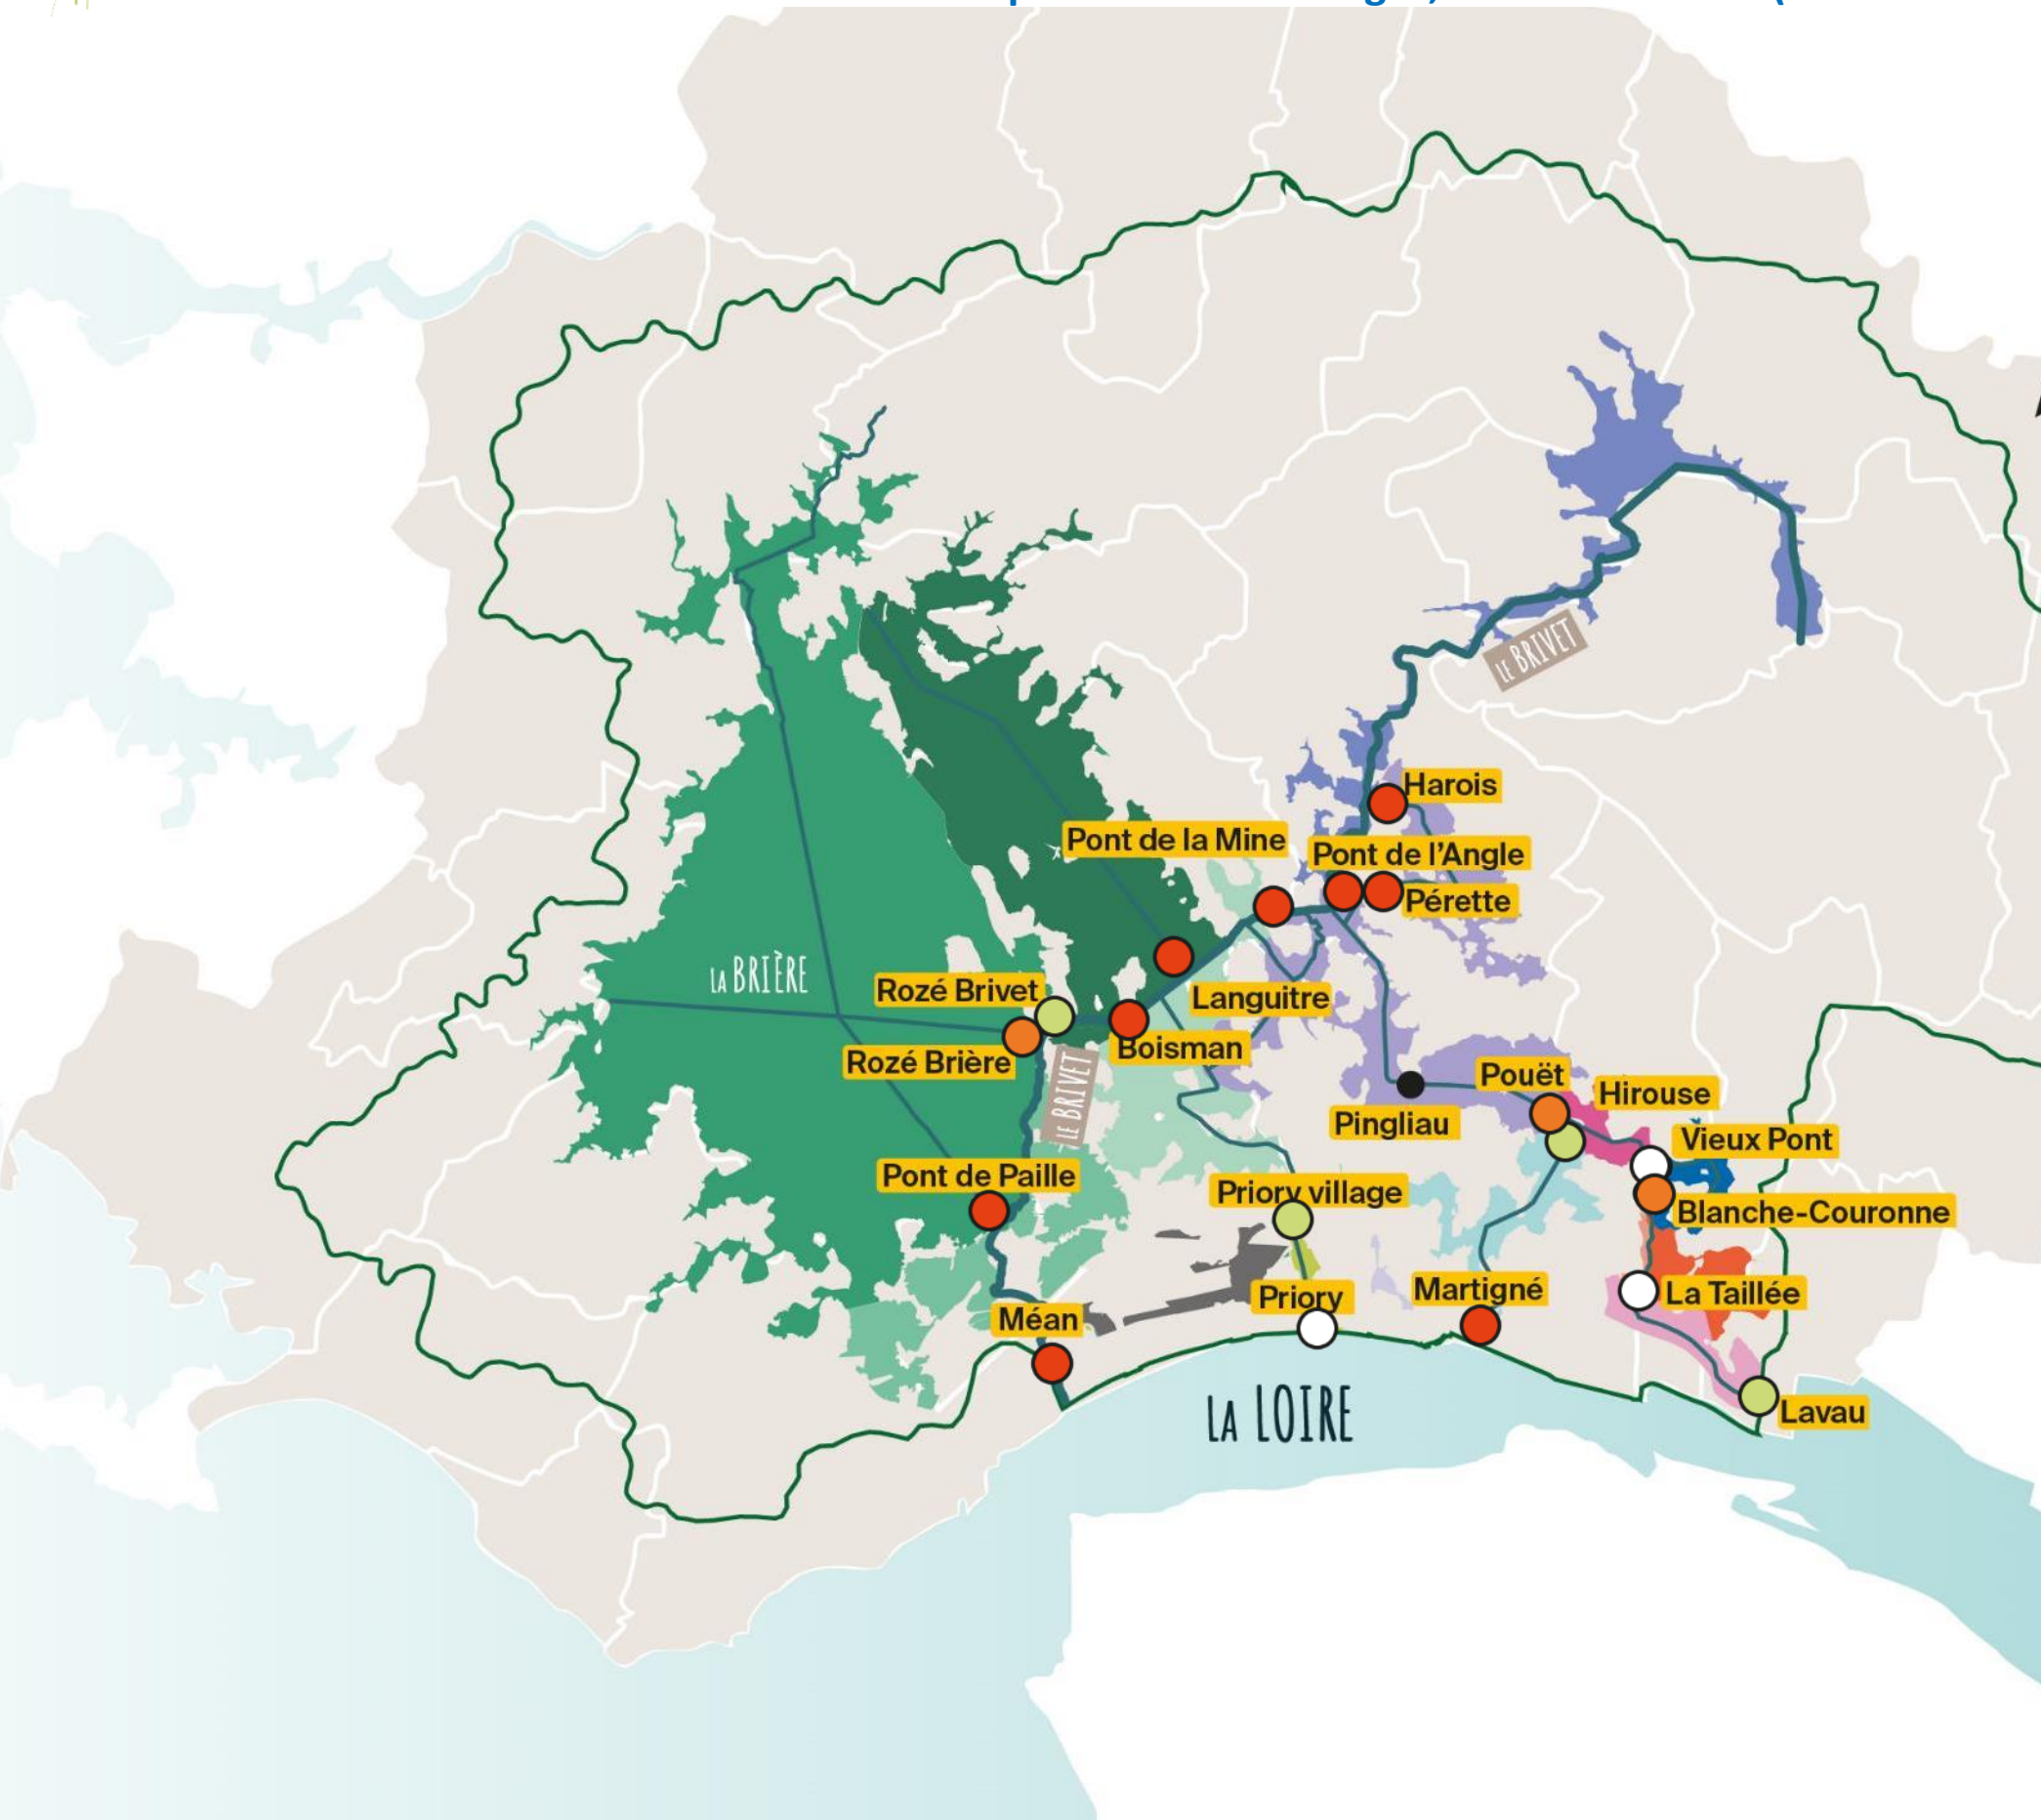 Harois
Pont de la Mine
Pont de l'Angle
Pérette
LE BRIVET
LA BRIÈRE
Rozé Brivet
Languitre
Rozé Brière
Boisman
LE BRIVET
Pouët
Hirouse
Pingliau
Vieux Pont
Pont de Paille
Priory village
Blanche-Couronne
Méan
Priory
Martigné
La Taillée
LA LOIRE
Lavau